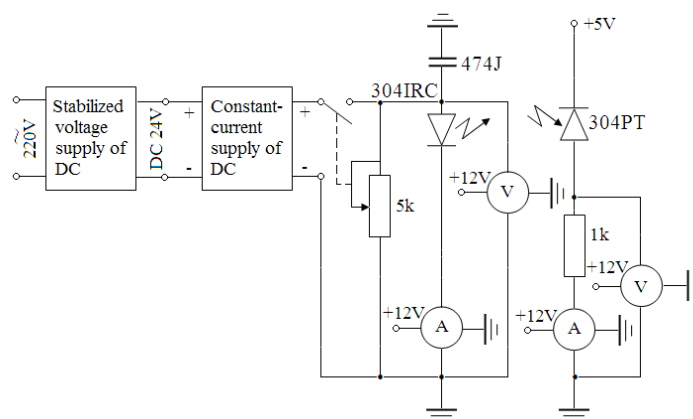 ~
220V
Stabilized
voltage
supply of
DC
DC 24V
+
-
Constant-
current
supply of
DC
+
-
5k
474J
304IRC
+12V
V
+12V
A
+5V
304PT
1k
+12V
V
+12V
A